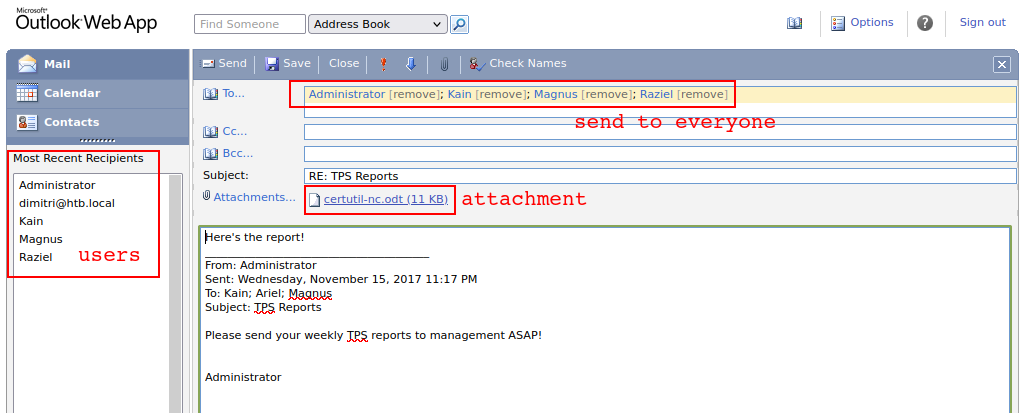 Microsoft®
Outlook Web App
Find Someone
Address Book
Options
?
Sign out
Mail
Calendar
Contacts
Most Recent Recipients
Administrator
dimitri@htb.local
Kain
Magnus
Raziel
users
Send
Save
Close
Check Names
To...
Administrator [remove]; Kain [remove]; Magnus [remove]; Raziel [remove]
send to everyone
Cc...
Bcc...
Subject: RE: TPS Reports
Attachments... certutil-nc.odt (11 KB)
attachment
Here's the report!
From: Administrator
Sent: Wednesday, November 15, 2017 11:17 PM
To: Kain; Ariel; Magnus
Subject: TPS Reports
Please send your weekly TPS reports to management ASAP!
Administrator